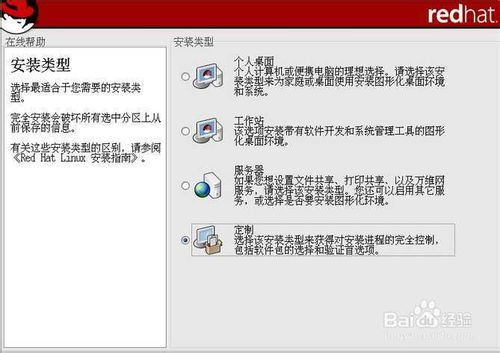 redhat.
在线帮助
安装类型
选择最适合于您需要的安装类
型。
完全安装会破坏所有选中分区上从
前保存的信息。
有关这些安装类型的区别,请参阅
《Red Hat Linux 安装指南》。
安装类型
个人桌面
个人计算机或便携电脑的理想选择。请选择该安
装类型来为家庭或桌面使用安装图形化桌面环境
和系统。
工作站
该选项安装带有软件开发和系统管理工具的图形
化桌面环境。
服务器
如果您想设置文件共享、打印共享、以及万维网
服务,请选择该安装类型。您还可以启用其它服
务,或选择是否要安装图形化环境。
定制
选择该安装类型来获得对安装进程的完全控制,
包括软件包的选择和验证首选项。
Bai du 经验